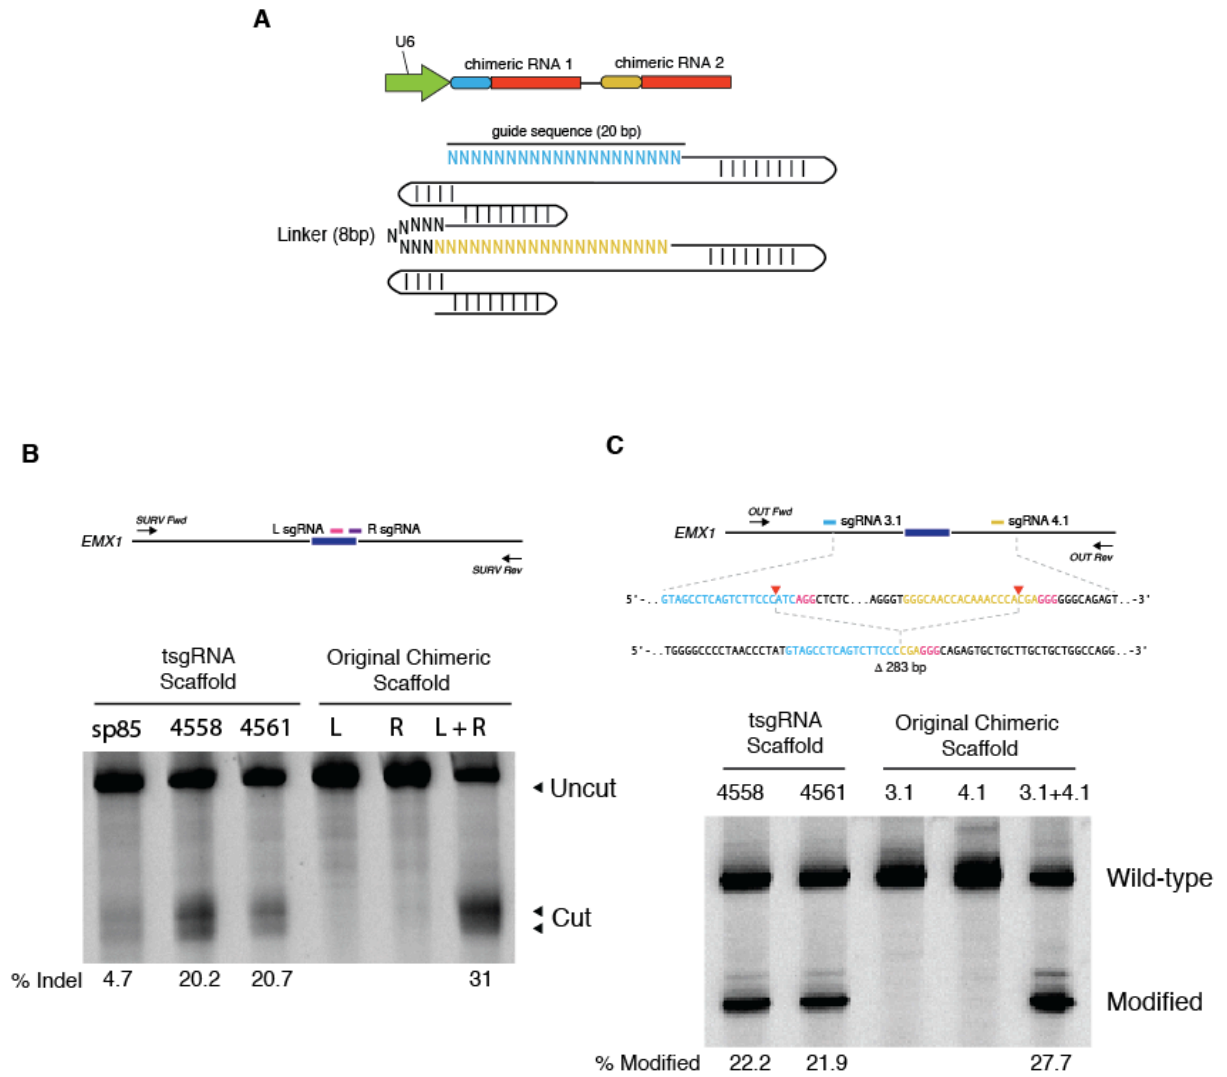 A
U6
chimeric RNA 1
chimeric RNA 2
guide sequence (20 bp)
NNNNNNNNNNNNNNNNNNNN
NNNN
Linker (8bp)
N
NNNNNNNNNNNNNNNNNNNNNNN
B
SURV Fwd
L sgRNA
R sgRNA
EMX1
SURV Rev
tsgRNA
Scaffold
Original Chimeric
Scaffold
sp85 4558 4561 L R L + R
Uncut
Cut
% Indel 4.7 20.2 20.7 31
C
OUT Fwd
sgRNA 3.1
sgRNA 4.1
EMX1
OUT Rev
5'-..GTAGCCTCAGTCTTCCCATCAGGCTCTC...AGGGTGGGCAACCACAAACCCACGAGGGGGGCAGAGT..-3'
5'-..TGGGGCCCCTAACCCTATGTAGCCTCAGTCTTCCCCGAGGGCAGAGTGCTGCTTGCTGCTGGCCAGG..-3'
Δ 283 bp
tsgRNA
Scaffold
Original Chimeric
Scaffold
4558 4561 3.1 4.1 3.1+4.1
Wild-type
Modified
% Modified 22.2 21.9 27.7